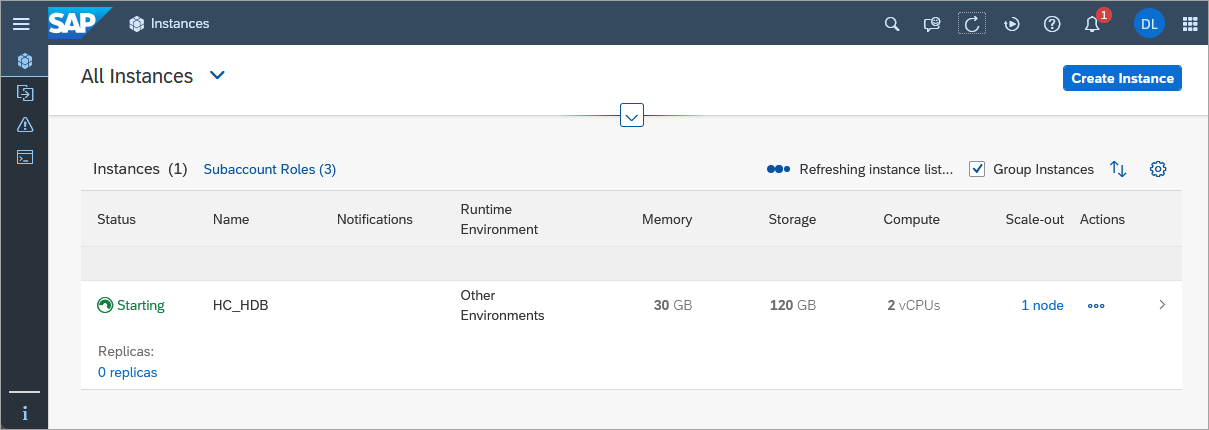 SAP Instances 1 DL
All Instances
Create Instance
Instances (1) Subaccount Roles (3) Refreshing instance list... Group Instances
Status Name Notifications Runtime Environment Memory Storage Compute Scale-out Actions
Starting HC_HDB Other Environments 30 GB 120 GB 2 vCPUs 1 node
Replicas:
0 replicas